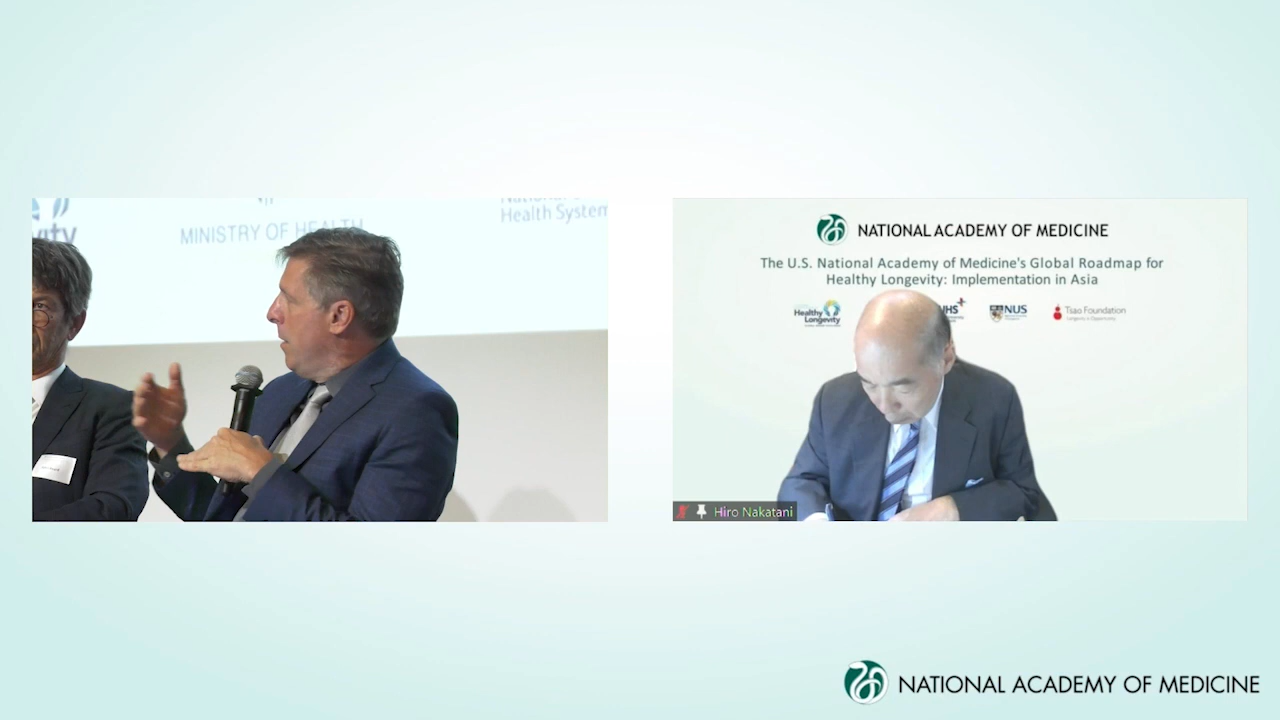 MINISTRY OF HEALTH
Health System
NATIONAL ACADEMY OF MEDICINE
The U.S. National Academy of Medicine's Global Roadmap for
Healthy Longevity: Implementation in Asia
Healthy
Longevity
NUS
Tsao Foundation
Hiro Nakatani
NATIONAL ACADEMY OF MEDICINE